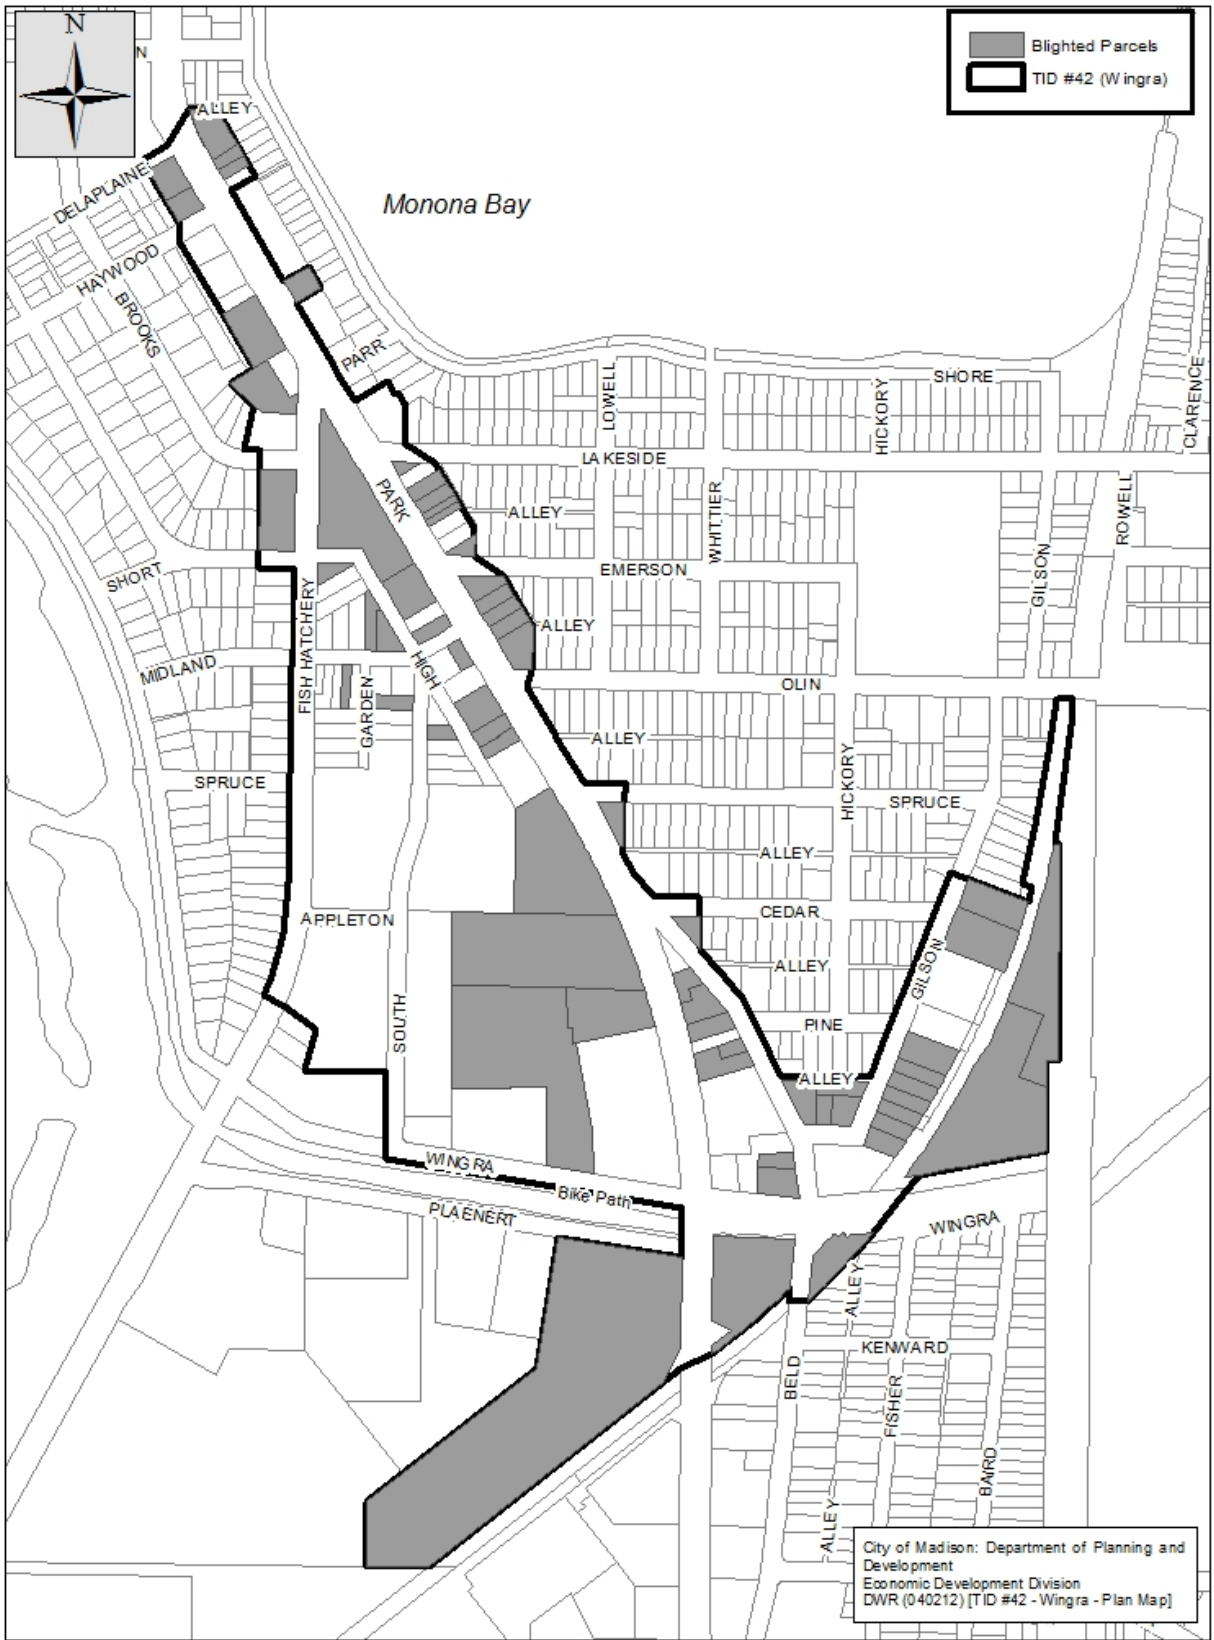 N
N
Blighted Parcels
TID #42 (Wingra)
ALLEY
DELAPLAINE
Monona Bay
HAYWOOD
BROOKS
PARR
SHORE
LOWELL
HICKORY
CLARENCE
LAKESIDE
PARK
ALLEY
WHITTIER
ROWELL
EMERSON
GILSON
SHORT
FISH HATCHERY
ALLEY
MIDLAND
HIGH
OLIN
GARDEN
ALLEY
HICKORY
SPRUCE
SPRUCE
ALLEY
APPLETON
CEDAR
GILSON
ALLEY
SOUTH
PINE
ALLEY
WINGRA
Bike Path
PLAENERT
WINGRA
ALLEY
KENWARD
BELD
FISHER
BAIRD
ALLEY
City of Madison: Department of Planning and
Development
Economic Development Division
DWR (040212) [TID #42 - Wingra - Plan Map]